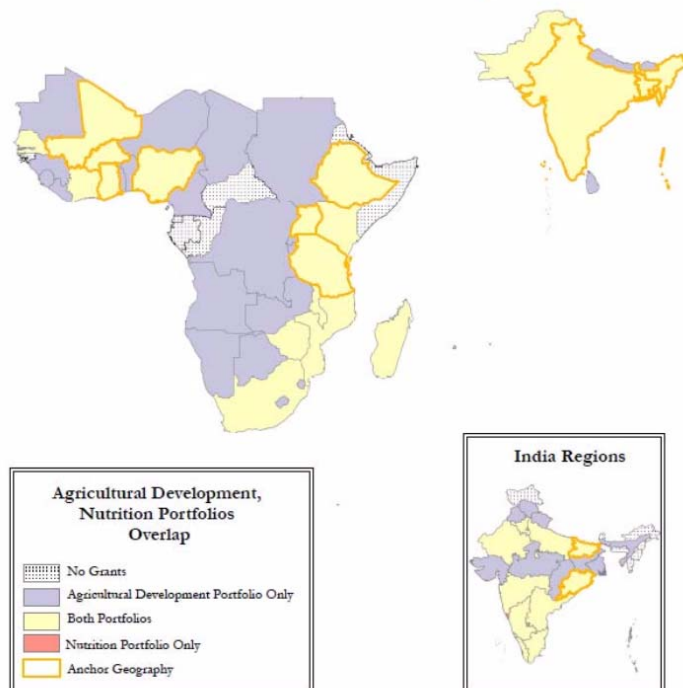 India Regions
Agricultural Development,
Nutrition Portfolios
Overlap
No Grants
Agricultural Development Portfolio Only
Both Portfolios
Nutrition Portfolio Only
Anchor Geography